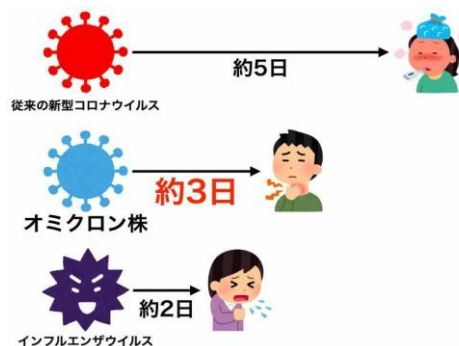 約5日
従来の新型コロナウイルス
約3日
オミクロン株
約2日
インフルエンザウイルス